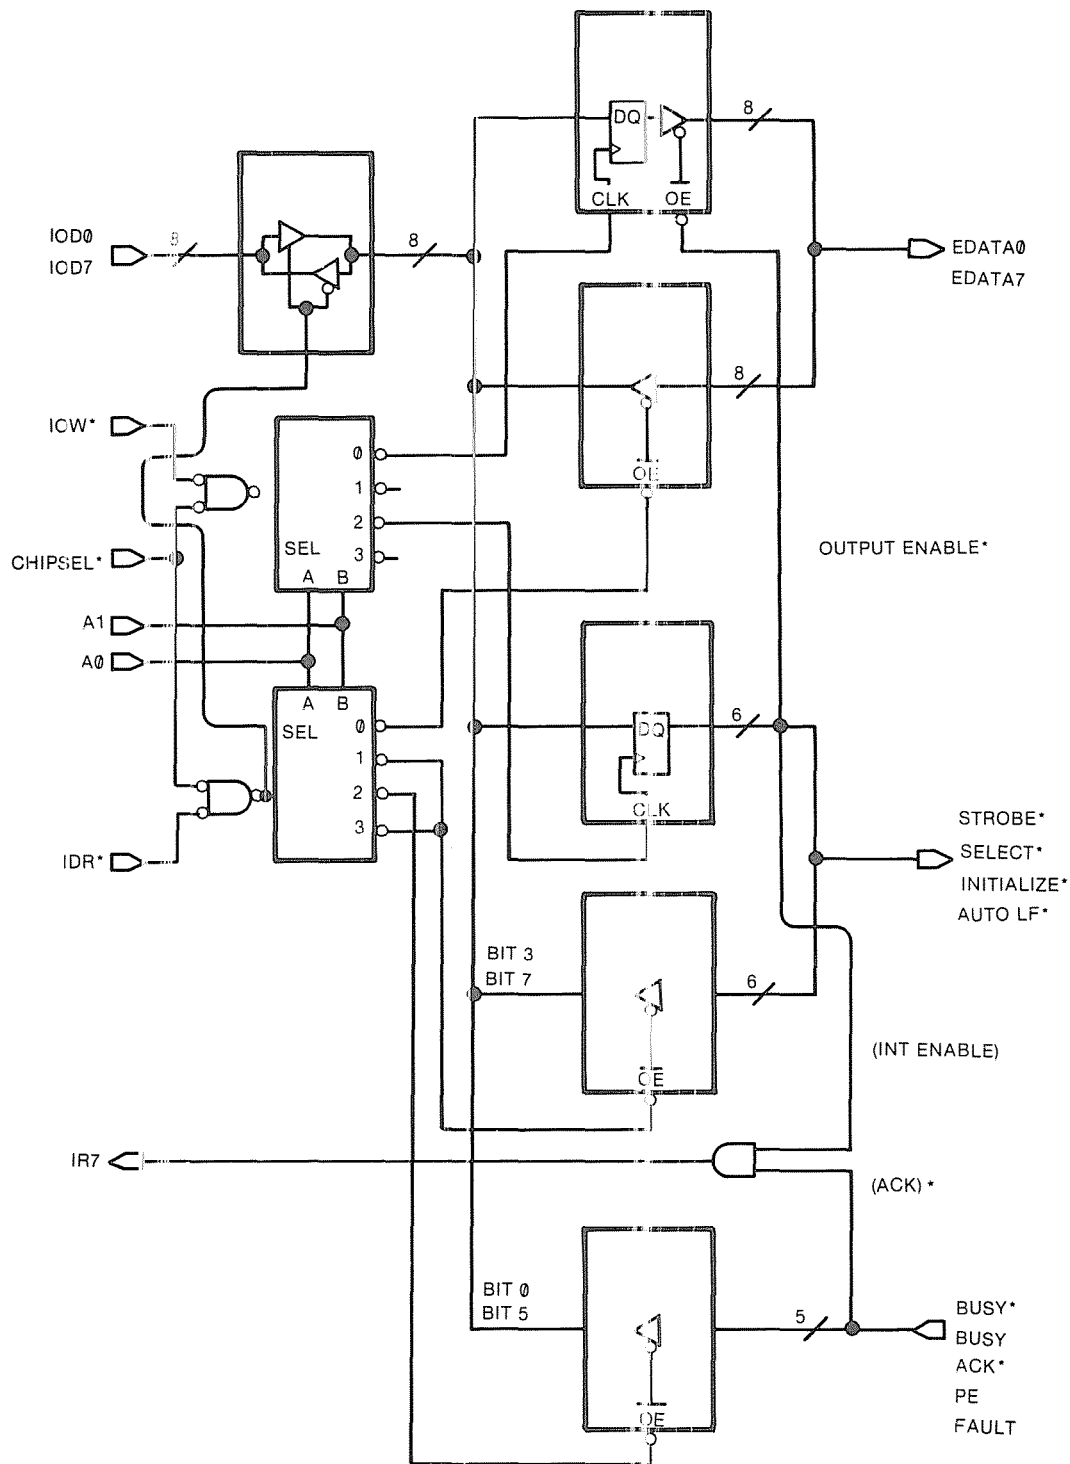 DQ
8
CLK OE
IOD0
IOD7
8
8
EDATA0
EDATA7
8
OE
IOW*
0
1
2
SEL
3
A B
CHIPSEL*
OUTPUT ENABLE*
A1
A0
A B
SEL
0
1
2
3
6
DQ
CLK
IDR*
STROBE*
SELECT*
INITIALIZE*
AUTO LF*
BIT 3
BIT 7
6
OE
(INT ENABLE)
IR7
(ACK)*
BIT 0
BIT 5
5
OE
BUSY*
BUSY
ACK*
PE
FAULT